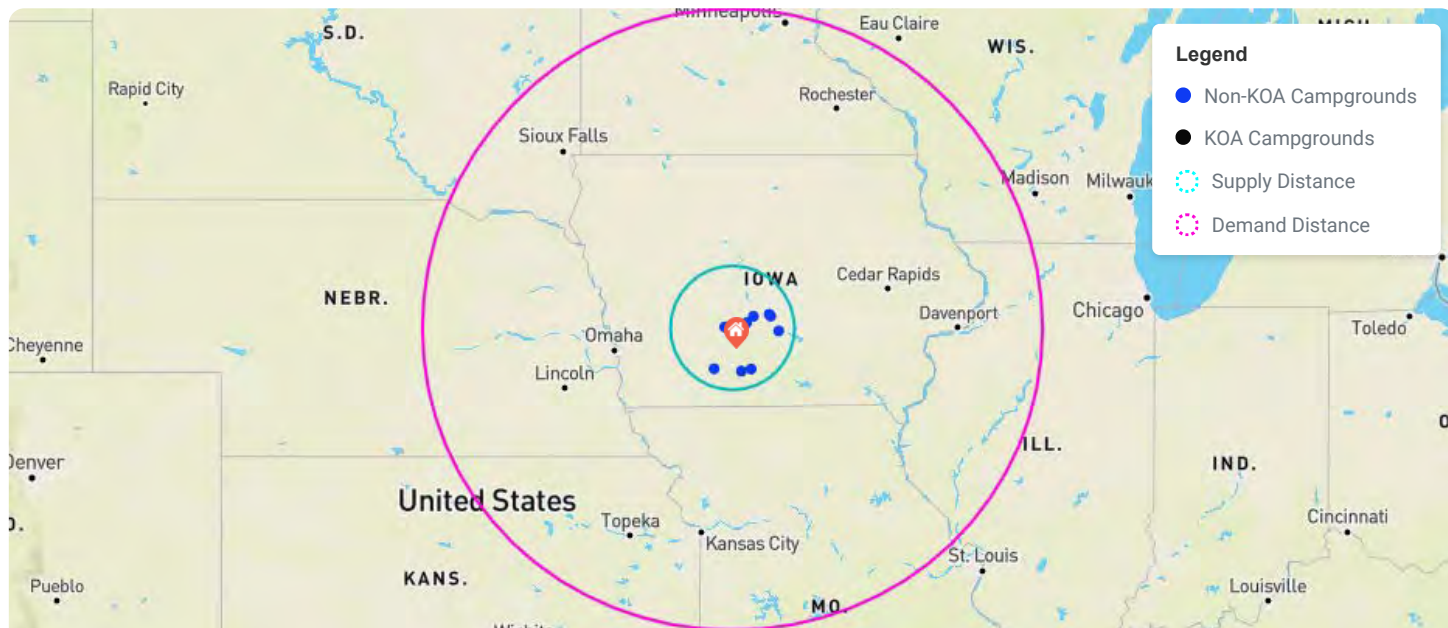 Minneapolis
Eau Claire
S.D.
WIS.
MICH.
Legend
Non-KOA Campgrounds
KOA Campgrounds
Supply Distance
Demand Distance
Rapid City
Rochester
Sioux Falls
Madison
Milwauk
IOWA
Cedar Rapids
NEBR.
Davenport
Chicago
Toledo
Omaha
Cheyenne
Lincoln
ILL.
IND.
Denver
United States
Topeka
Kansas City
Cincinnati
St. Louis
KANS.
Pueblo
Louisville
MO.